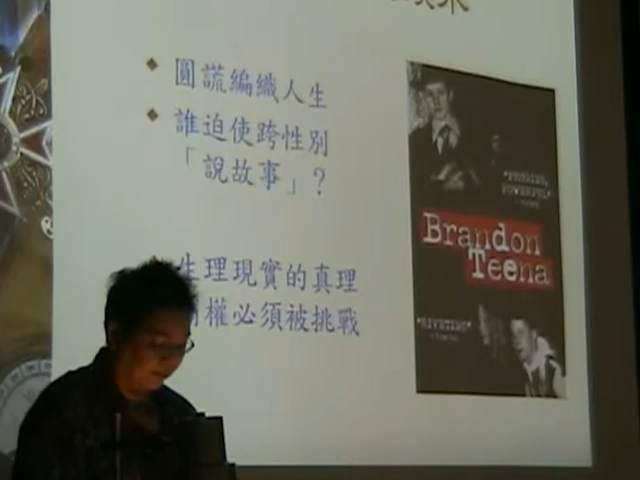 圓謊編織人生
誰迫使跨性別
「說故事」？
生理現實的真理
權必須被挑戰
"RIVETING"
POWERFUL"
Brandon
Teena